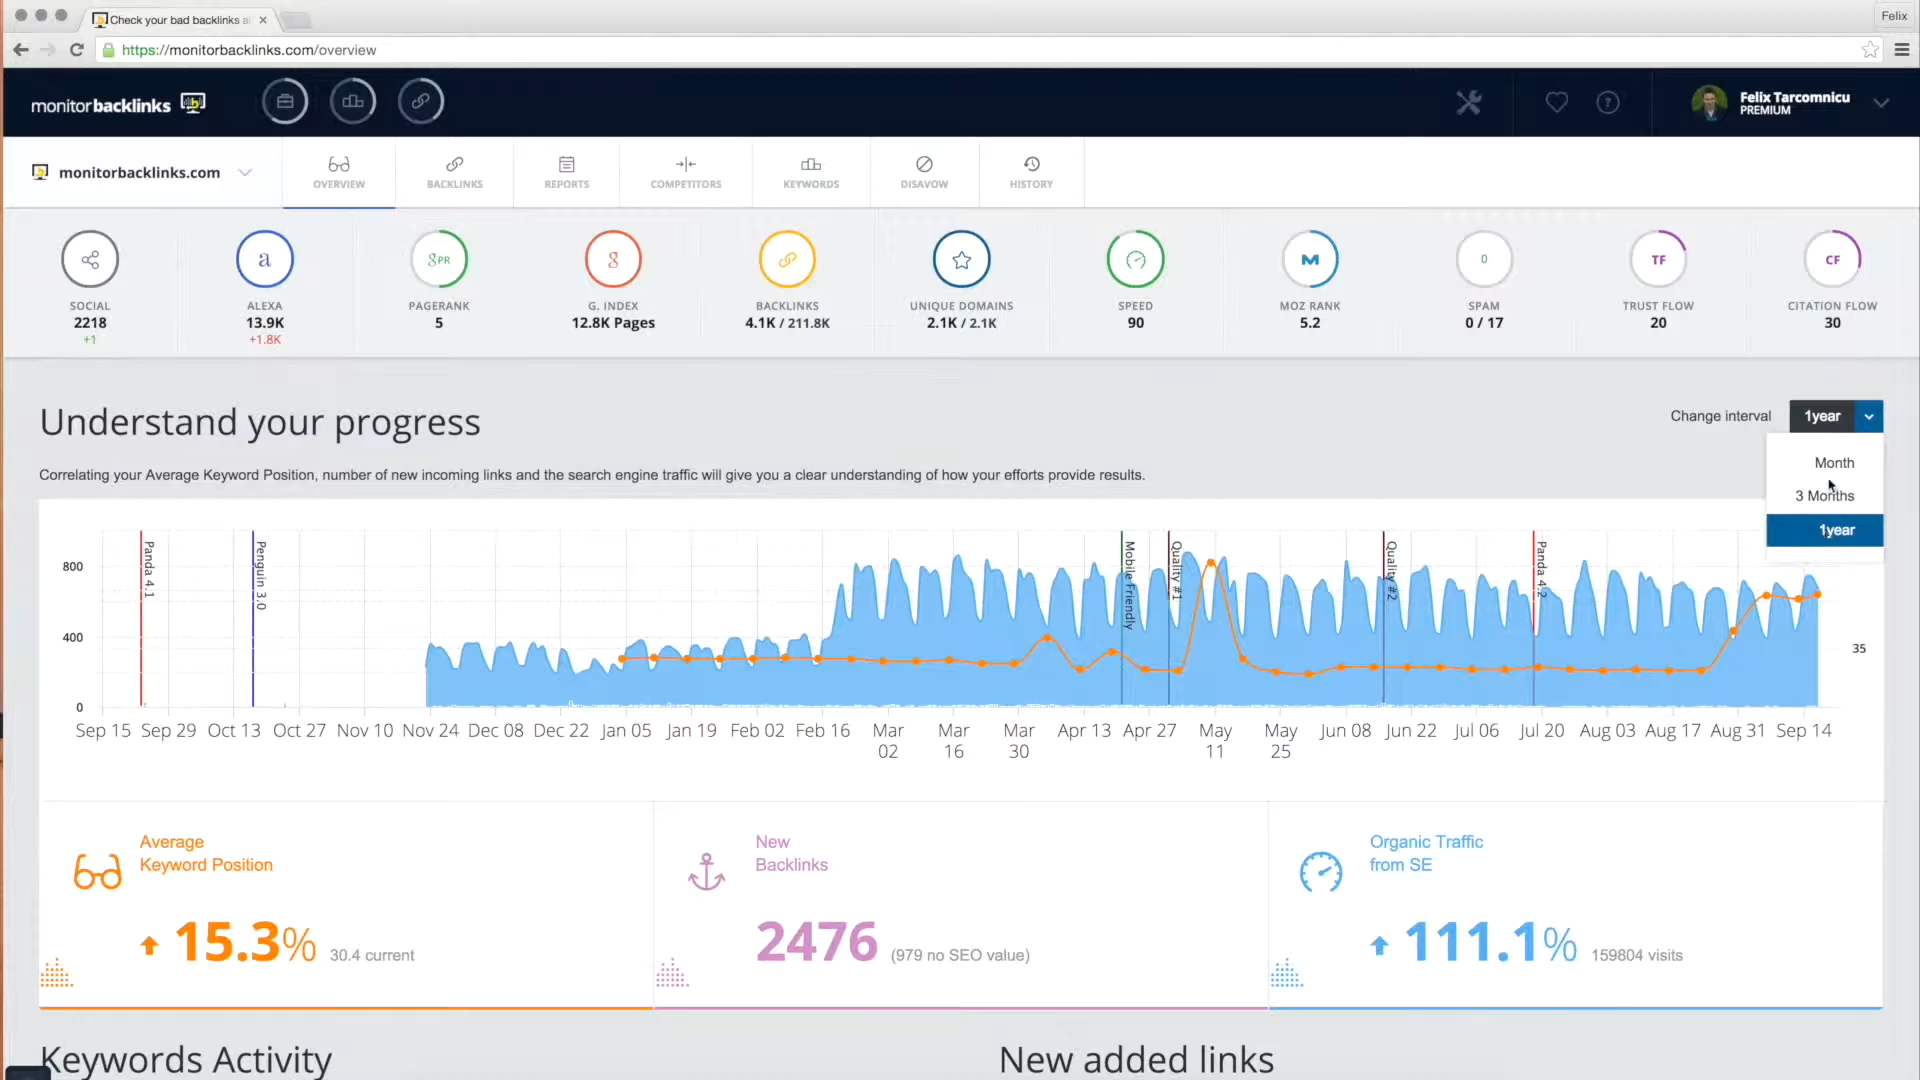 Check your bad backlinks a
Felix
https://monitorbacklinks.com/overview
monitorbacklinks
Felix Tarcomnicu
PREMIUM
monitorbacklinks.com
OVERVIEW
BACKLINKS
REPORTS
COMPETITORS
KEYWORDS
DISAVOW
HISTORY
a
gPR
g
0
TF
CF
SOCIAL
2218
+1
ALEXA
13.9K
+1.8K
PAGERANK
5
G. INDEX
12.8K Pages
BACKLINKS
4.1K / 211.8K
UNIQUE DOMAINS
2.1K / 2.1K
SPEED
90
MOZ RANK
5.2
SPAM
0 / 17
TRUST FLOW
20
CITATION FLOW
30
Understand your progress
Change interval
1year
Month
3 Months
1year
Correlating your Average Keyword Position, number of new incoming links and the search engine traffic will give you a clear understanding of how your efforts provide results.
800
400
0
35
Panda 4.1
Penguin 3.0
Mobile Friendly
Quality #1
Quality #2
Panda 4.2
Sep 15 Sep 29 Oct 13 Oct 27 Nov 10 Nov 24 Dec 08 Dec 22 Jan 05 Jan 19 Feb 02 Feb 16 Mar 02 Mar 16 Mar 30 Apr 13 Apr 27 May 11 May 25 Jun 08 Jun 22 Jul 06 Jul 20 Aug 03 Aug 17 Aug 31 Sep 14
Average
Keyword Position
15.3% 30.4 current
New
Backlinks
2476 (979 no SEO value)
Organic Traffic
from SE
111.1% 159804 visits
Keywords Activity
New added links